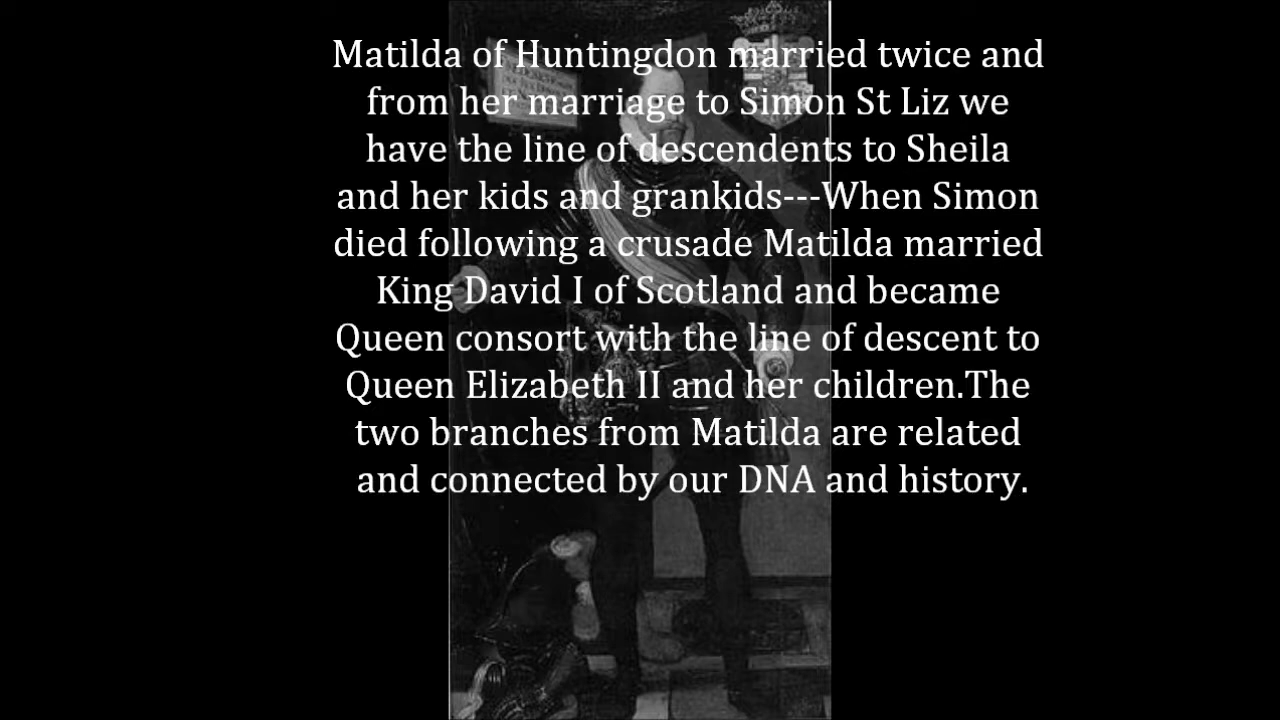 Matilda of Huntingdon married twice and
from her marriage to Simon St Liz we
have the line of descendents to Sheila
and her kids and grankids---When Simon
died following a crusade Matilda married
King David I of Scotland and became
Queen consort with the line of descent to
Queen Elizabeth II and her children.The
two branches from Matilda are related
and connected by our DNA and history.